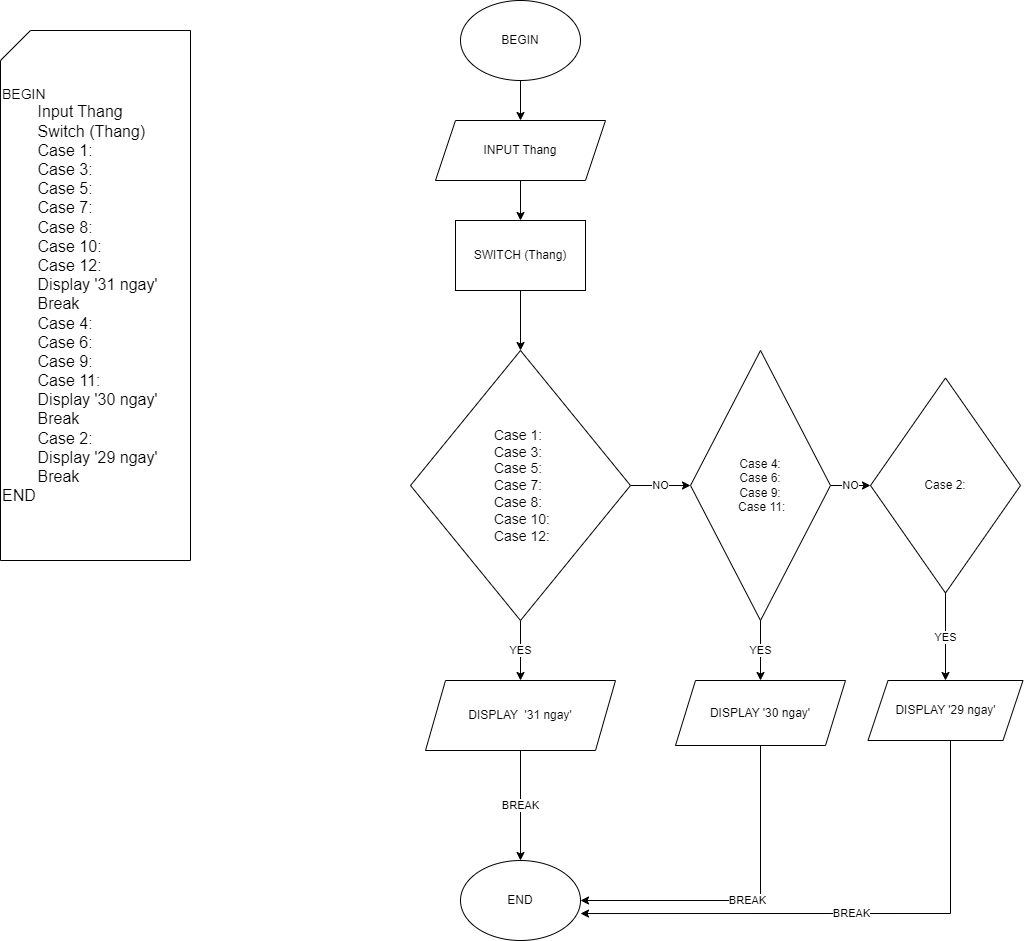 BEGIN
Input Thang
Switch (Thang)
Case 1:
Case 3:
Case 5:
Case 7:
Case 8:
Case 10:
Case 12:
Display '31 ngay'
Break
Case 4:
Case 6:
Case 9:
Case 11:
Display '30 ngay'
Break
Case 2:
Display '29 ngay'
Break
END
BEGIN
INPUT Thang
SWITCH (Thang)
Case 1:
Case 3:
Case 5:
Case 7:
Case 8:
Case 10:
Case 12:
NO
Case 4:
Case 6:
Case 9:
Case 11:
NO
Case 2:
YES
YES
YES
DISPLAY '31 ngay'
DISPLAY '30 ngay'
DISPLAY '29 ngay'
BREAK
END
BREAK
BREAK